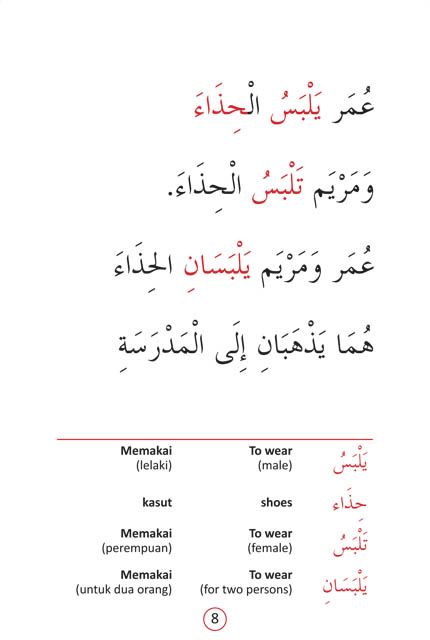 عُمَر يَلْبَسُ الْحِذَاءَ
وَمَرْيَم تَلْبَسُ الْحِذَاءَ.
عُمَر وَمَرْيَم يَلْبَسَانِ الحِذَاءَ
هُمَا يَذْهَبَانِ إِلَى الْمَدْرَسَةِ
Memakai To wear يَلْبَسُ
(lelaki) (male)
kasut shoes حِذَاء
Memakai To wear تَلْبَسُ
(perempuan) (female)
Memakai To wear يَلْبَسَانِ
(untuk dua orang) (for two persons)
8